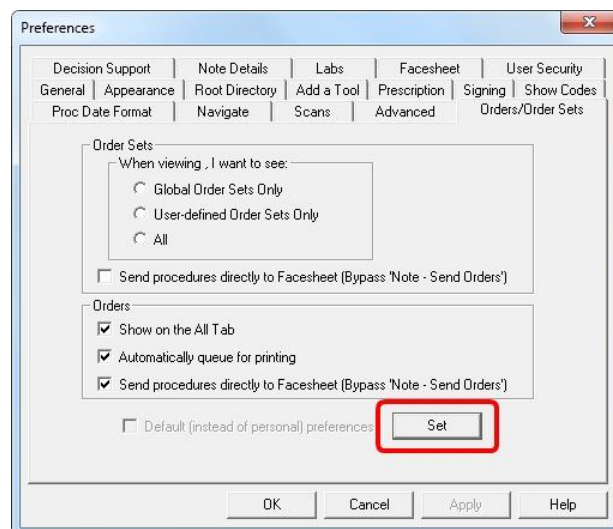 Preferences
Decision Support Note Details Labs Facesheet User Security
General Appearance Root Directory Add a Tool Prescription Signing Show Codes
Proc Date Format Navigate Scans Advanced Orders/Order Sets
Order Sets
When viewing , I want to see:
Global Order Sets Only
User-defined Order Sets Only
All
Send procedures directly to Facesheet (Bypass 'Note - Send Orders')
Orders
Show on the All Tab
Automatically queue for printing
Send procedures directly to Facesheet (Bypass 'Note - Send Orders')
Default (instead of personal) preferences Set
OK Cancel Apply Help